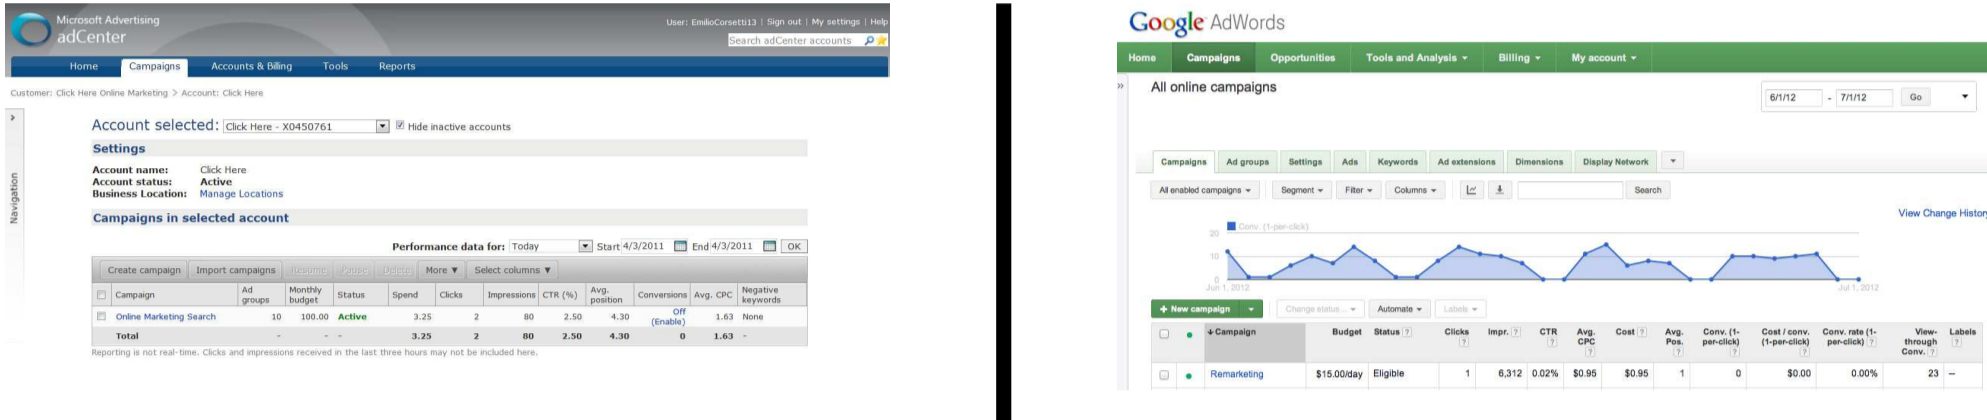 Microsoft Advertising
adCenter
User: EmilioCorsetti13 | Sign out | My settings | Help
Search adCenter accounts
Home Campaigns Accounts & Billing Tools Reports
Customer: Click Here Online Marketing > Account: Click Here
Navigation
Account selected: Click Here - X0450761 Hide inactive accounts
Settings
Account name: Click Here
Account status: Active
Business Location: Manage Locations
Campaigns in selected account
Performance data for: Today Start 4/3/2011 End 4/3/2011 OK
Create campaign Import campaigns Resume Pause Delete More ▼ Select columns ▼
Campaign Ad groups Monthly budget Status Spend Clicks Impressions CTR (%) Avg. position Conversions Avg. CPC Negative keywords
Online Marketing Search 10 100.00 Active 3.25 2 80 2.50 4.30 Off (Enable) 1.63 None
Total - - - 3.25 2 80 2.50 4.30 0 1.63 -
Reporting is not real-time. Clicks and impressions received in the last three hours may not be included here.
Google AdWords
Home Campaigns Opportunities Tools and Analysis Billing My account
»
All online campaigns
6/1/12 - 7/1/12 Go
Campaigns Ad groups Settings Ads Keywords Ad extensions Dimensions Display Network
All enabled campaigns Segment Filter Columns Search
View Change History
Conv. (1-per-click)
20
10
0
Jun 1, 2012 Jul 1, 2012
+ New campaign Change status... Automate Labels
Campaign Budget Status ? Clicks ? Impr. ? CTR ? Avg. CPC ? Cost ? Avg. Pos. ? Conv. (1-per-click) ? Cost / conv. (1-per-click) ? Conv. rate (1-per-click) ? View-through Conv. ? Labels ?
Remarketing $15.00/day Eligible 1 6,312 0.02% $0.95 $0.95 1 0 $0.00 0.00% 23 --